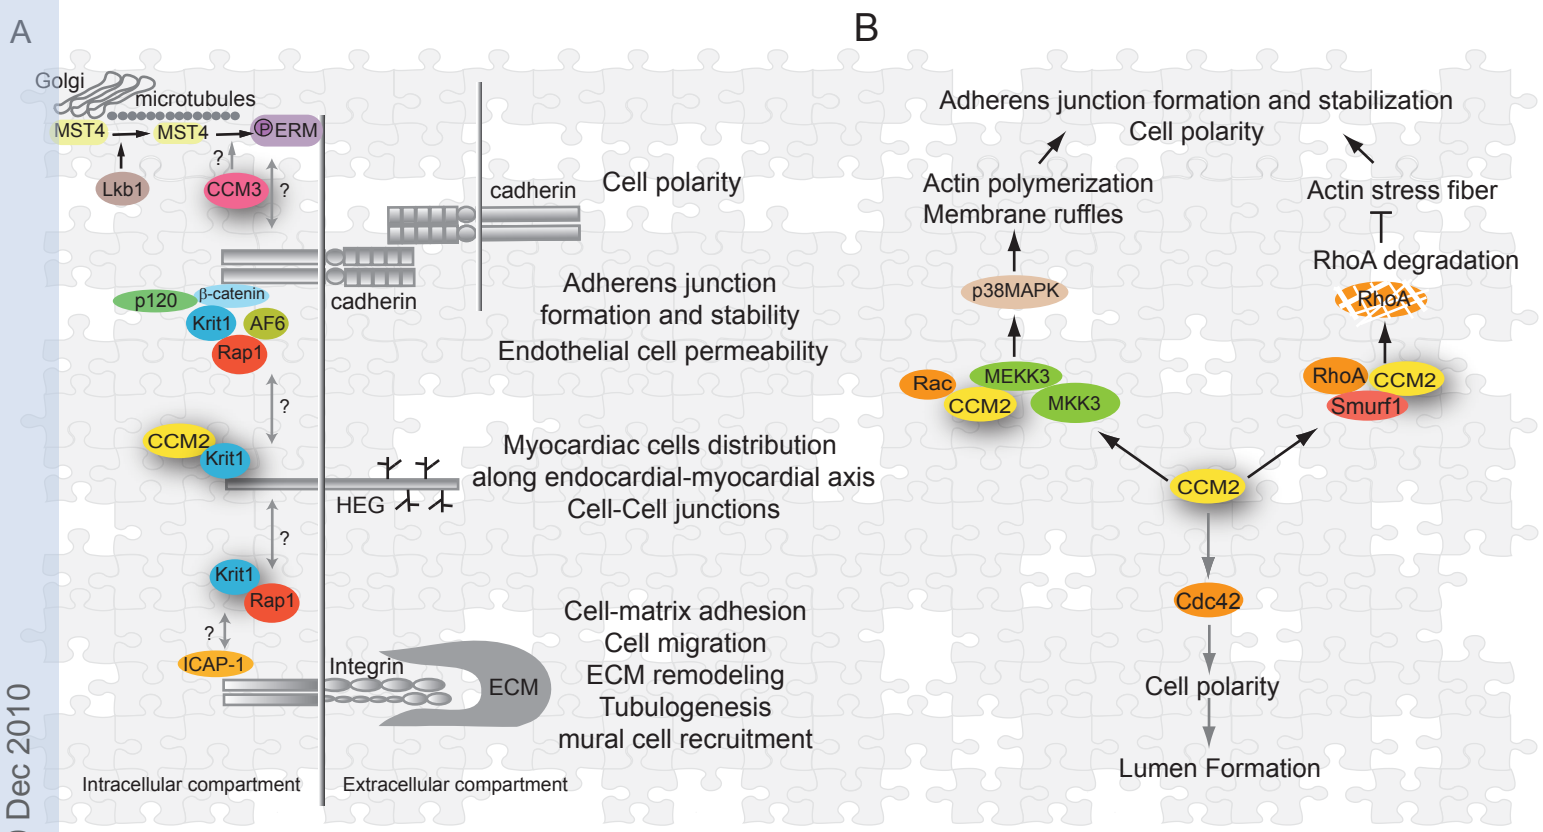 A
Golgi
microtubules
MST4
MST4
P
ERM
?
?
Lkb1
CCM3
cadherin
Cell polarity
cadherin
p120
β-catenin
Krit1
AF6
Rap1
Adherens junction
formation and stability
Endothelial cell permeability
?
CCM2
Krit1
HEG
Myocardiac cells distribution
along endocardial-myocardial axis
Cell-Cell junctions
?
Krit1
Rap1
?
ICAP-1
Integrin
ECM
Cell-matrix adhesion
Cell migration
ECM remodeling
Tubulogenesis
mural cell recruitment
Intracellular compartment
Extracellular compartment
Dec 2010
B
Adherens junction formation and stabilization
Cell polarity
Actin polymerization
Membrane ruffles
Actin stress fiber
RhoA degradation
p38MAPK
RhoA
Rac
MEKK3
CCM2
MKK3
RhoA
CCM2
Smurf1
CCM2
Cdc42
Cell polarity
Lumen Formation